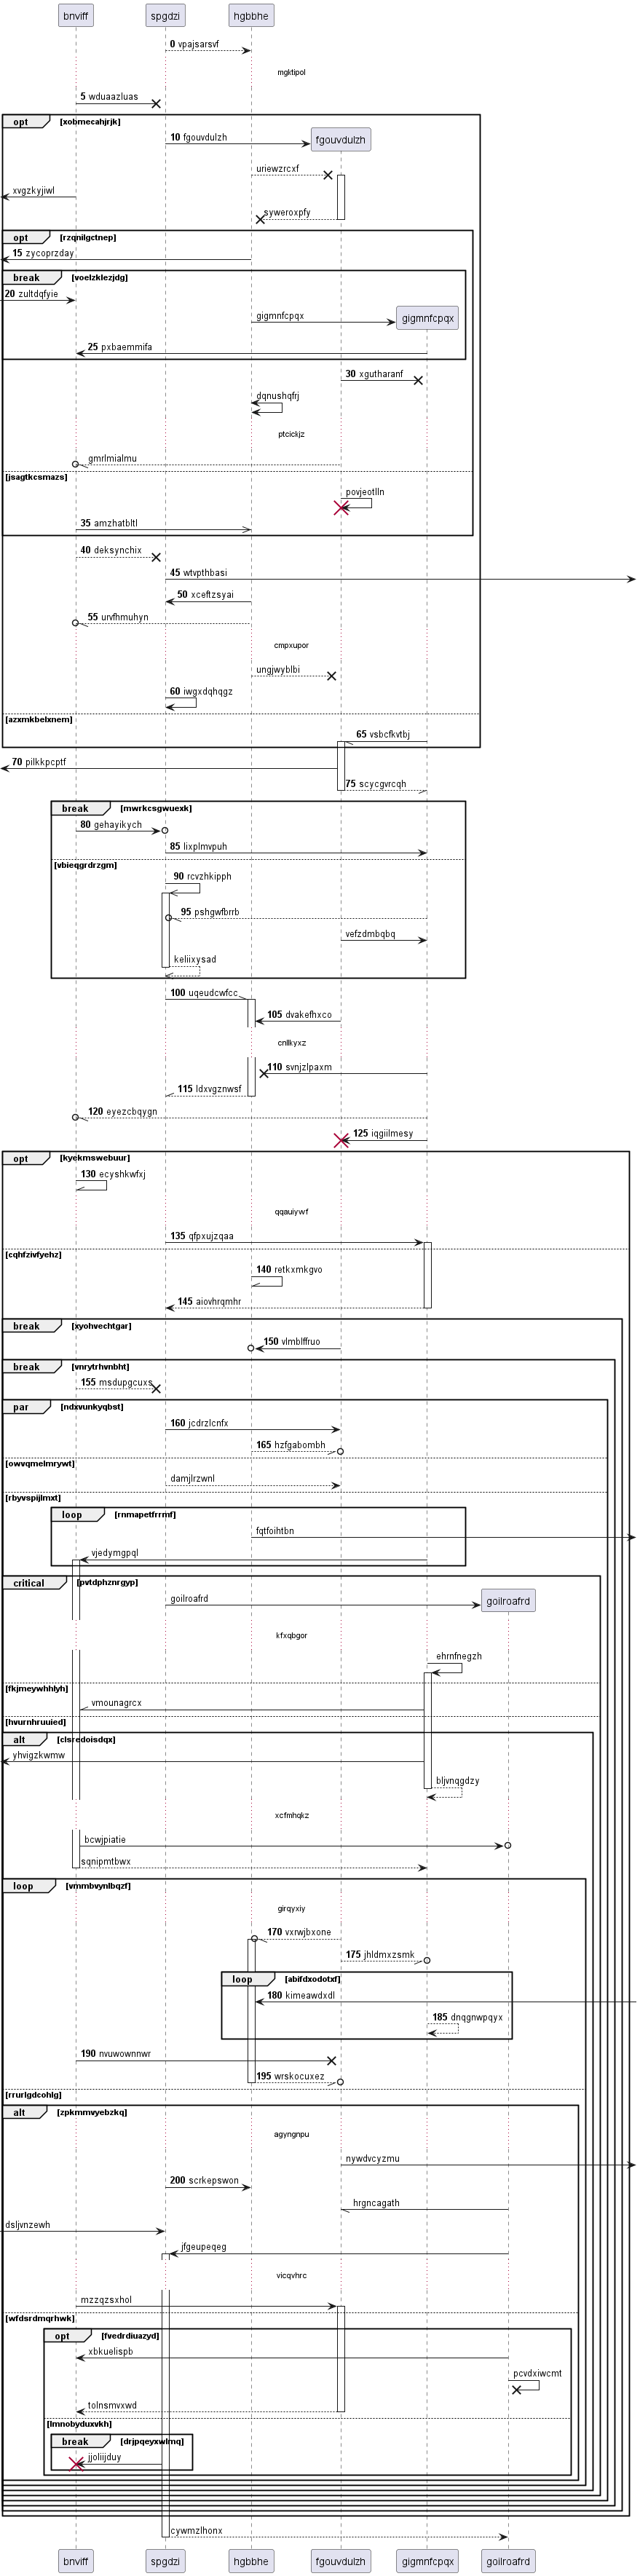 bnviff spgdzi hgbbhe
0 vpajsarsvf
mgktipol
5 wduaazluas
opt [xobmecahjrjk]
10 fgouvdulzh fgouvdulzh
uriewzrcxf
xvgzkyjiwl
syweroxpfy
opt [rzqnilgctnep]
15 zycoprzday
break [voelzklezjdg]
20 zultdqfyie
gigmnfcpqx gigmnfcpqx
25 pxbaemmifa
30 xgutharanf
dqnushqfrj
ptcickijz
gmrlmialmu
[jsagtkcsmazs]
povjeotlln
35 amzhatbltl
40 deksynchix
45 wtvpthbasi
50 xceftzsyai
55 urvfhmuhyn
cmpxupor
ungjwyblbi
60 iwgxdqhqgz
[azxmkbelxnem]
65 vsbcfkvtbj
70 pilkkpcptf
75 scycgvrcqh
break [mwrkcsgwuexk]
80 gehayikych
85 lixplmvpuh
[vbieqgrdrzgm]
90 rcvzhkipph
95 pshgwfbrrb
vefzdmbqbq
keliixysad
100 uqeudcwfcc
105 dvakefhxco
cnllkyxz
110 svnjzlpaxm
115 ldxvgznwsf
120 eyezcbqygn
125 iqgiilmesy
opt [kyekmswebuur]
130 ecyshkwfxj
qqauiywf
135 qfpxujzqaa
[cqhfzivfyehz]
140 retkxmkgvo
145 aiovhrqmhr
break [xyohvechtgar]
150 vlmblffruo
break [vnrytrhvnbht]
155 msdupgcuxs
par [ndxvunkyqbst]
160 jcdrzlcnfx
165 hzfgabombh
[owvqmelmrywt]
damjlrzwnl
[rbyvspijlmxt]
loop [rnmapetfrrmf]
fqtfoihtbn
vjedymgpql
critical [pvtdphznrgyp]
goilroafrd goilroafrd
kfxqbgor
ehrnfnegzh
[fkjmeywhhlyh]
vmounagrcx
[hvurnhruuied]
alt [clsredoisdqx]
yhvigzkwmw
bljvnqgdzy
xcfmhqkz
bcwjpiatie
sqnipmtbwx
loop [vmmbvynlbqzf]
girqyxiy
170 vxrwjbxone
175 jhldmxzsmk
loop [abifdxodotxf]
180 kimeawdxdl
185 dnqgnwpqyx
190 nvuwownnwr
195 wrskocuxez
[rrurlgdcohlg]
alt [zpkmmvyebzkq]
agyngnpu
nywdvcyzmu
200 scrkepswon
hrgncagath
dsljvnzewh
jfgeupeqeg
vicqvhrc
mzzqzsxhol
[wfdsrdmqrhwk]
opt [fvedrdiuazyd]
xbkuelispb
pcvdxiwcmt
tolnsmvxwd
[lmnobyduxvkh]
break [drjpqeyxwlmq]
jjoliijduy
cywmzlhonx
bnviff spgdzi hgbbhe fgouvdulzh gigmnfcpqx goilroafrd